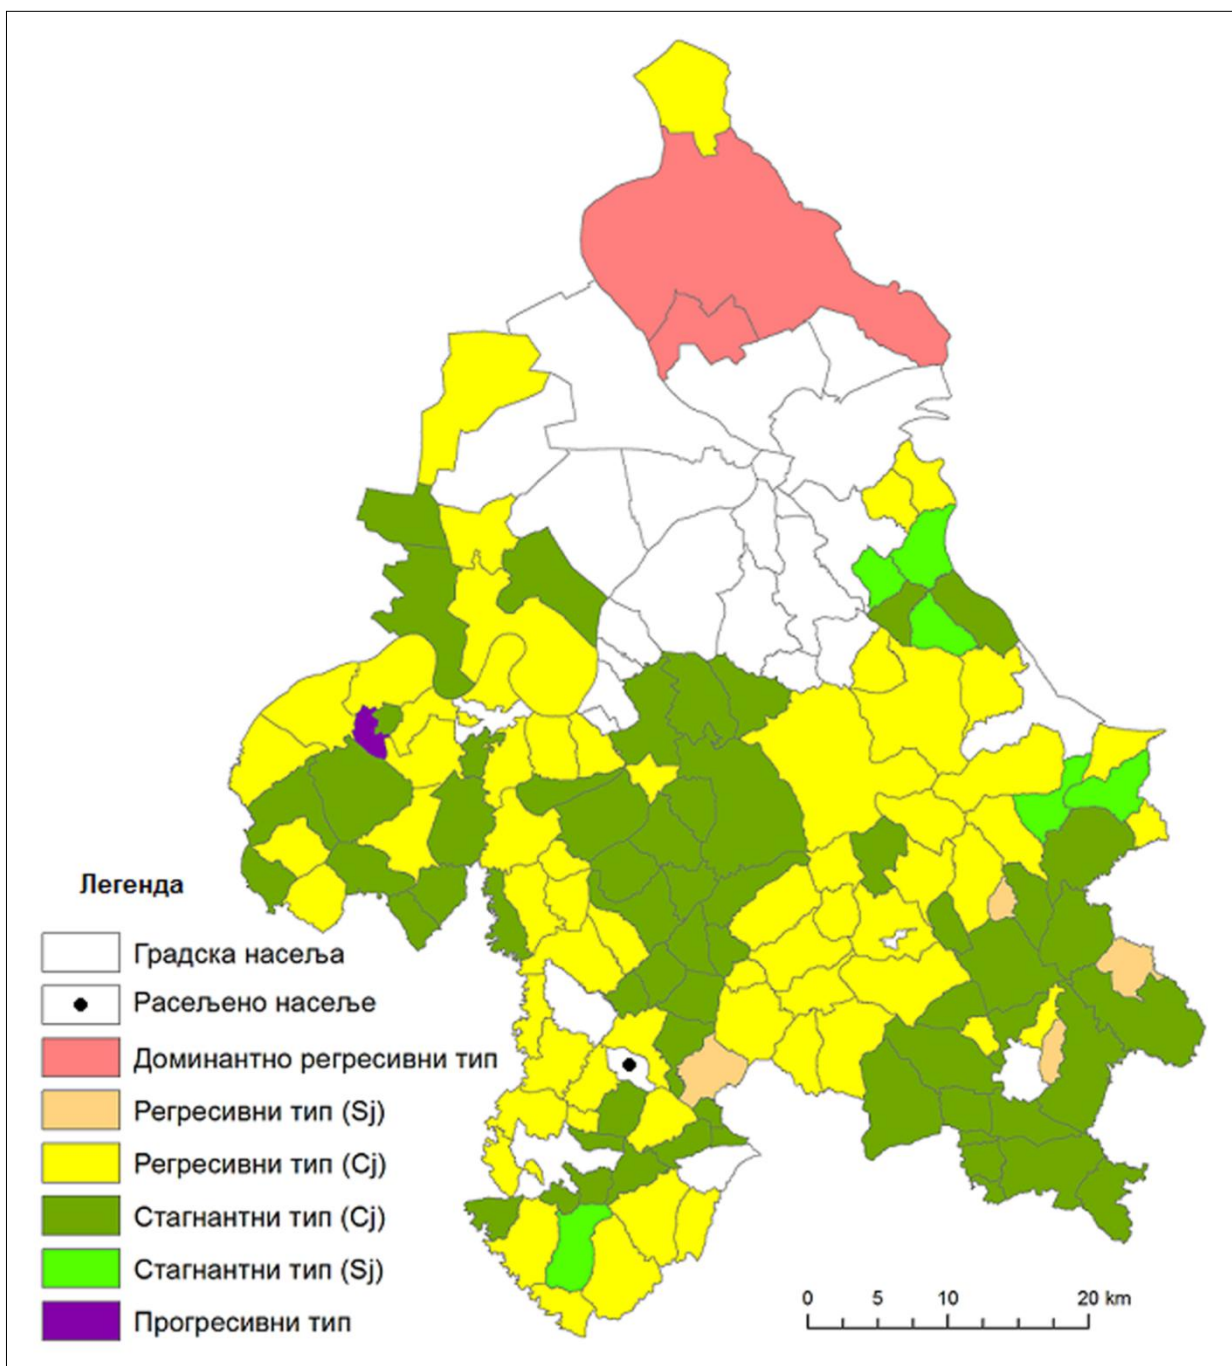 Легенда
Градска насеља
Расељено насеље
Доминантно регресивни тип
Регресивни тип (Sj)
Регресивни тип (Cj)
Стагнантни тип (Cj)
Стагнантни тип (Sj)
Прогресивни тип
0 5 10 20 km